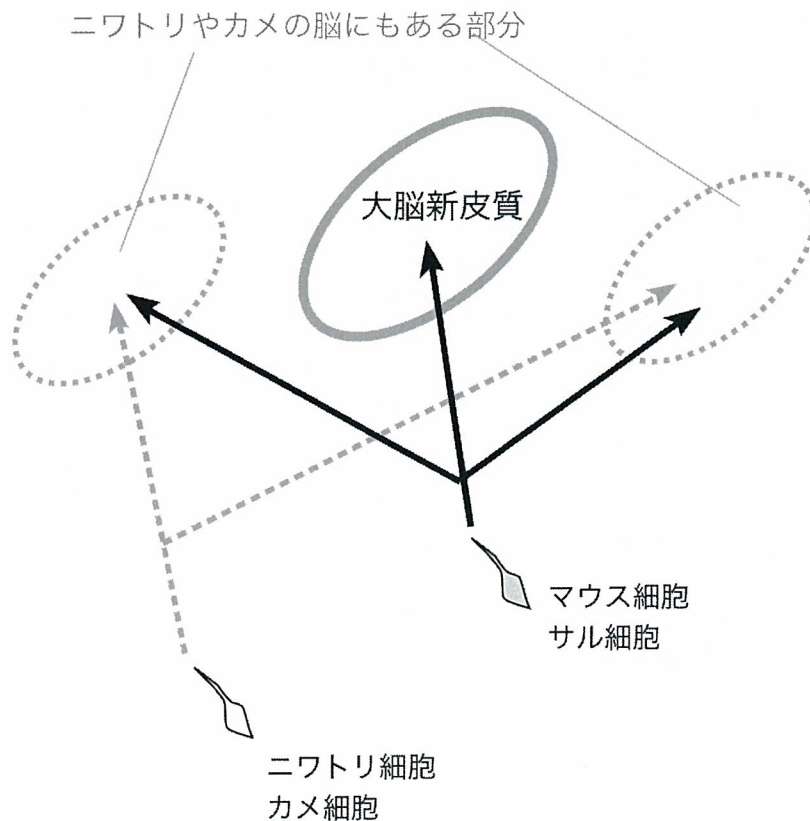 ニワトリやカメの脳にもある部分
大脳新皮質
マウス細胞
サル細胞
ニワトリ細胞
カメ細胞